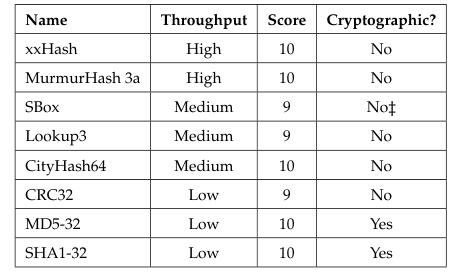 Name Throughput Score Cryptographic?
xxHash High 10 No
MurmurHash 3a High 10 No
SBox Medium 9 No‡
Lookup3 Medium 9 No
CityHash64 Medium 10 No
CRC32 Low 9 No
MD5-32 Low 10 Yes
SHA1-32 Low 10 Yes